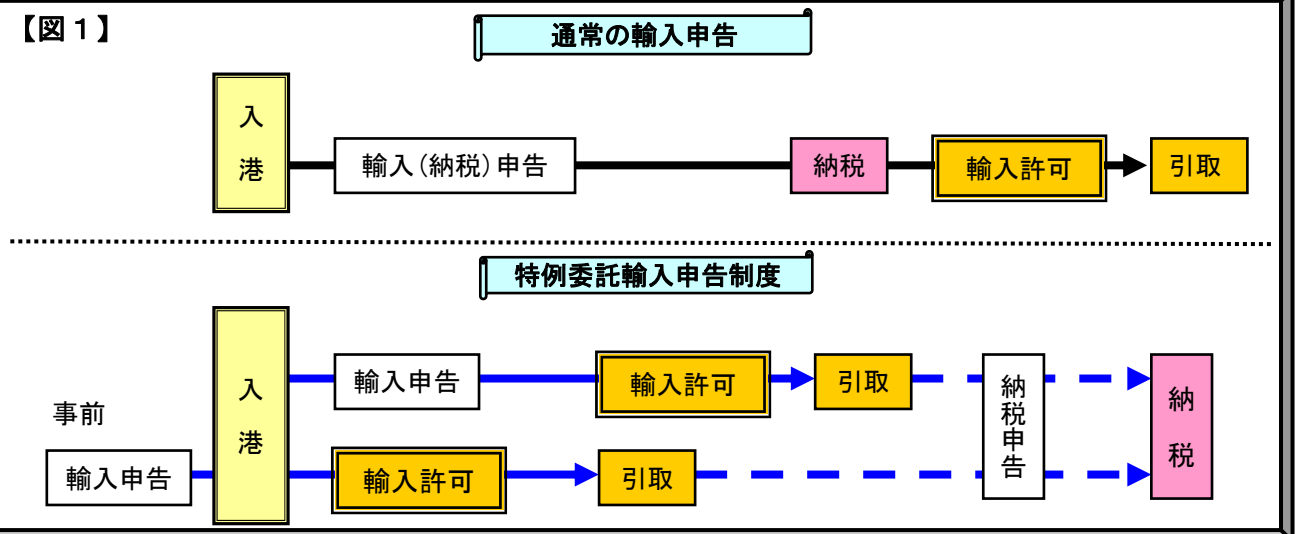 【図１】
通常の輸入申告
入港
輸入(納税)申告
納税
輸入許可
引取
特例委託輸入申告制度
入港
輸入申告
輸入許可
引取
納税申告
納税
事前
輸入申告
輸入許可
引取